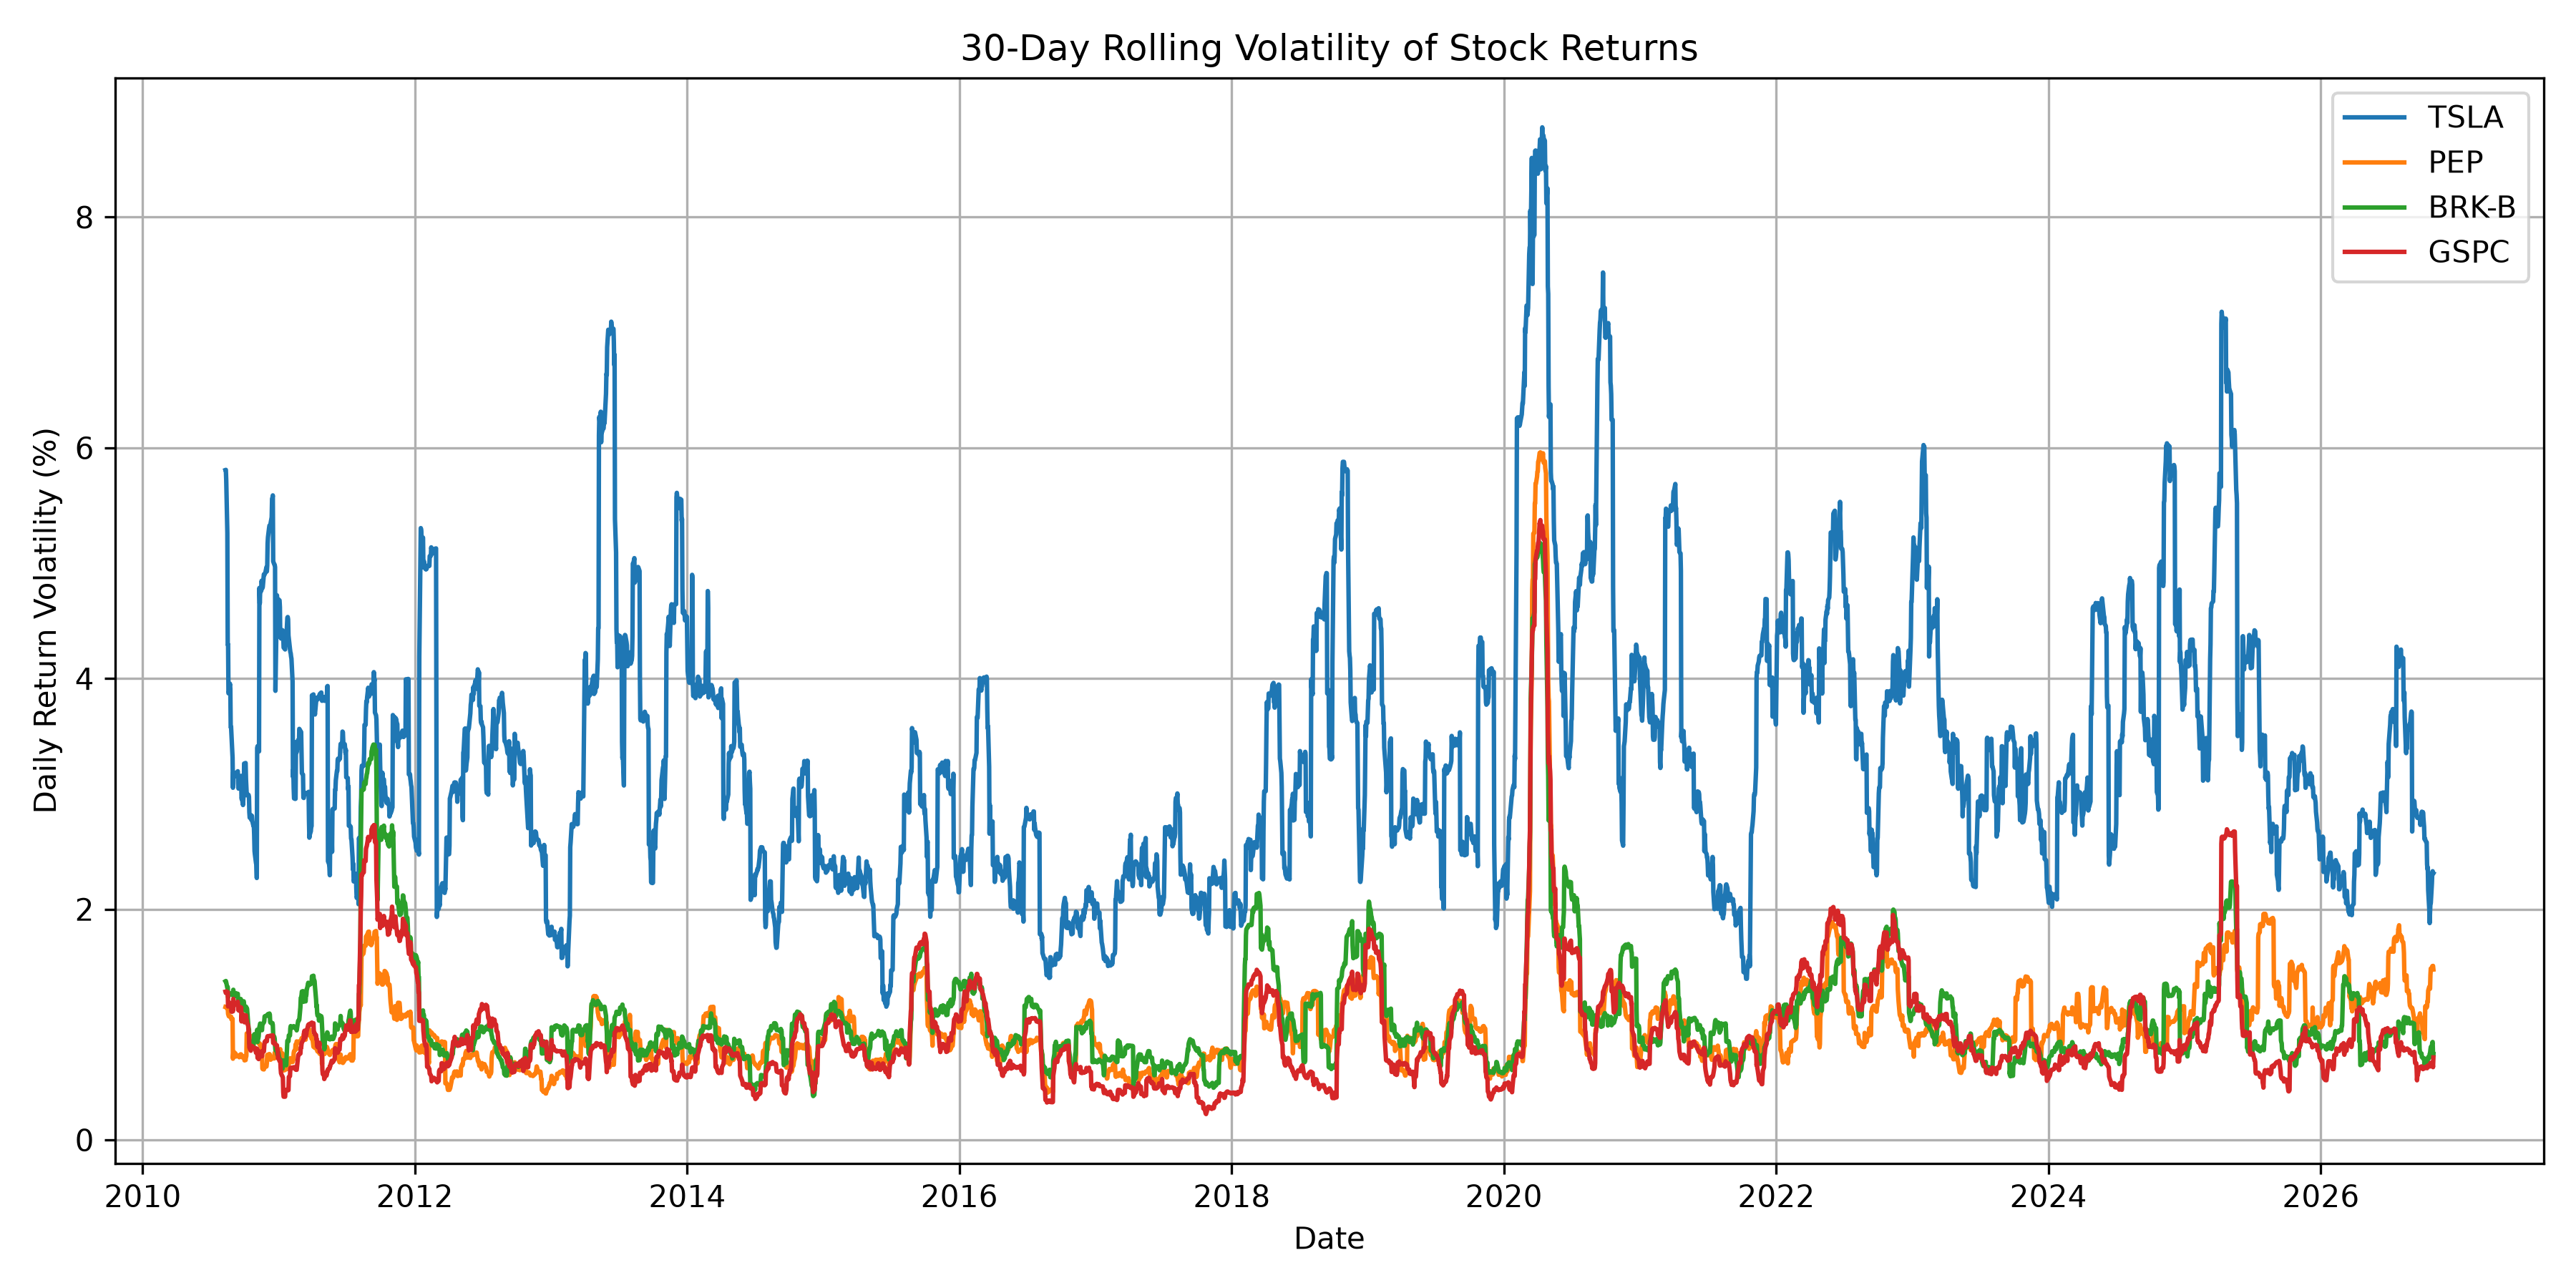 30-Day Rolling Volatility of Stock Returns
TSLA
PEP
BRK-B
GSPC
Daily Return Volatility (%)
8
6
4
2
0
2010 2012 2014 2016 2018 2020 2022 2024 2026
Date